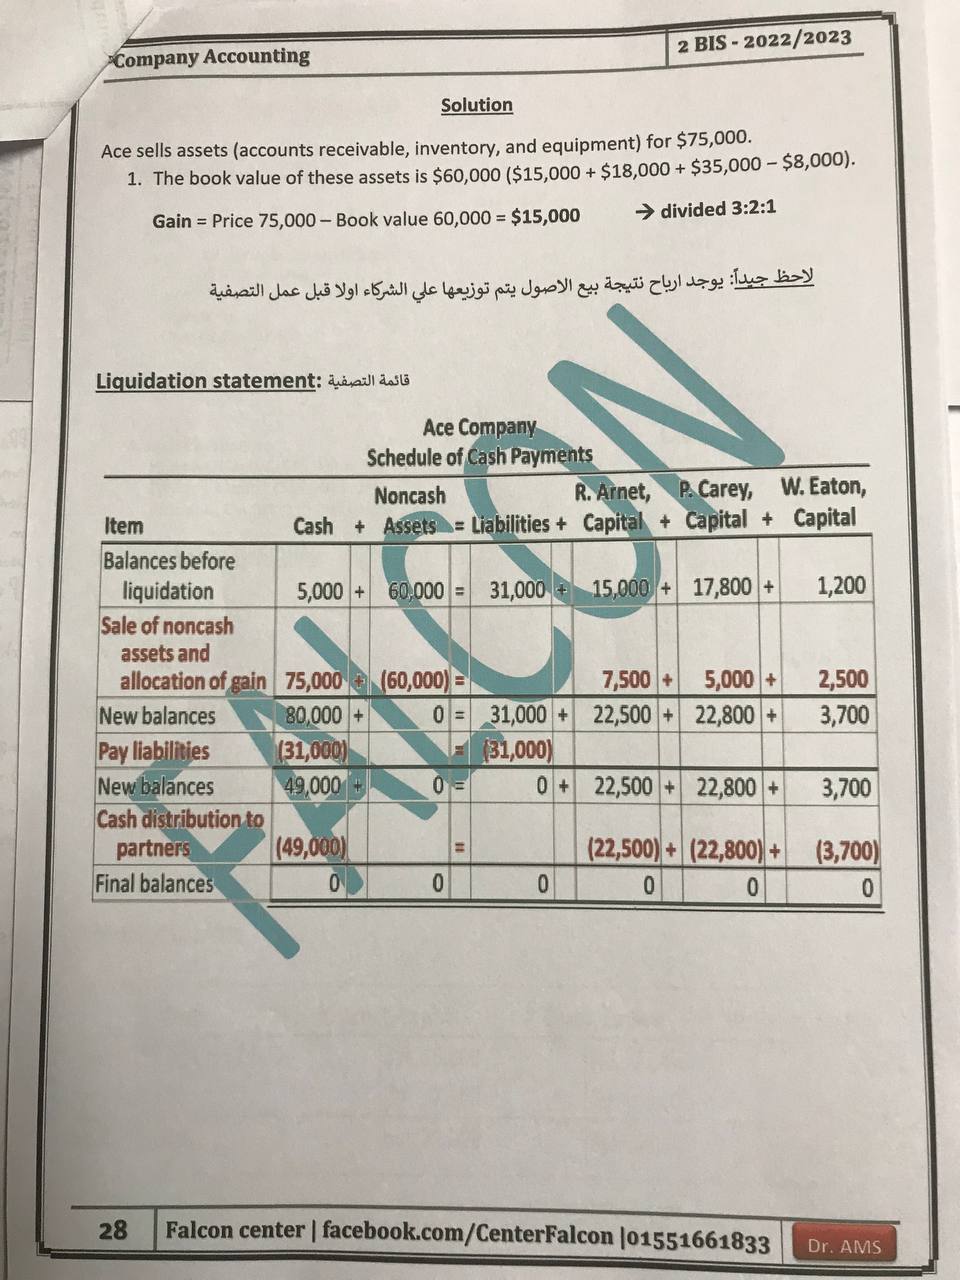 Company Accounting
2 BIS - 2022/2023
Solution
Ace sells assets (accounts receivable, inventory, and equipment) for $75,000.
1. The book value of these assets is $60,000 ($15,000 + $18,000 + $35,000 – $8,000).
Gain = Price 75,000 – Book value 60,000 = $15,000 → divided 3:2:1
لاحظ جيداً: يوجد ارباح نتيجة بيع الاصول يتم توزيعها علي الشركاء اولا قبل عمل التصفية
Liquidation statement: قائمة التصفية
Ace Company
Schedule of Cash Payments
Noncash R. Arnet, P. Carey, W. Eaton,
Item Cash + Assets = Liabilities + Capital + Capital + Capital
Balances before
liquidation 5,000 + 60,000 = 31,000 + 15,000 + 17,800 + 1,200
Sale of noncash
assets and
allocation of gain 75,000 + (60,000) = 7,500 + 5,000 + 2,500
New balances 80,000 + 0 = 31,000 + 22,500 + 22,800 + 3,700
Pay liabilities (31,000) = (31,000)
New balances 49,000 + 0 = 0 + 22,500 + 22,800 + 3,700
Cash distribution to
partners (49,000) = (22,500) + (22,800) + (3,700)
Final balances 0 0 0 0 0 0
FALCON
28 Falcon center | facebook.com/CenterFalcon |01551661833
Dr. AMS